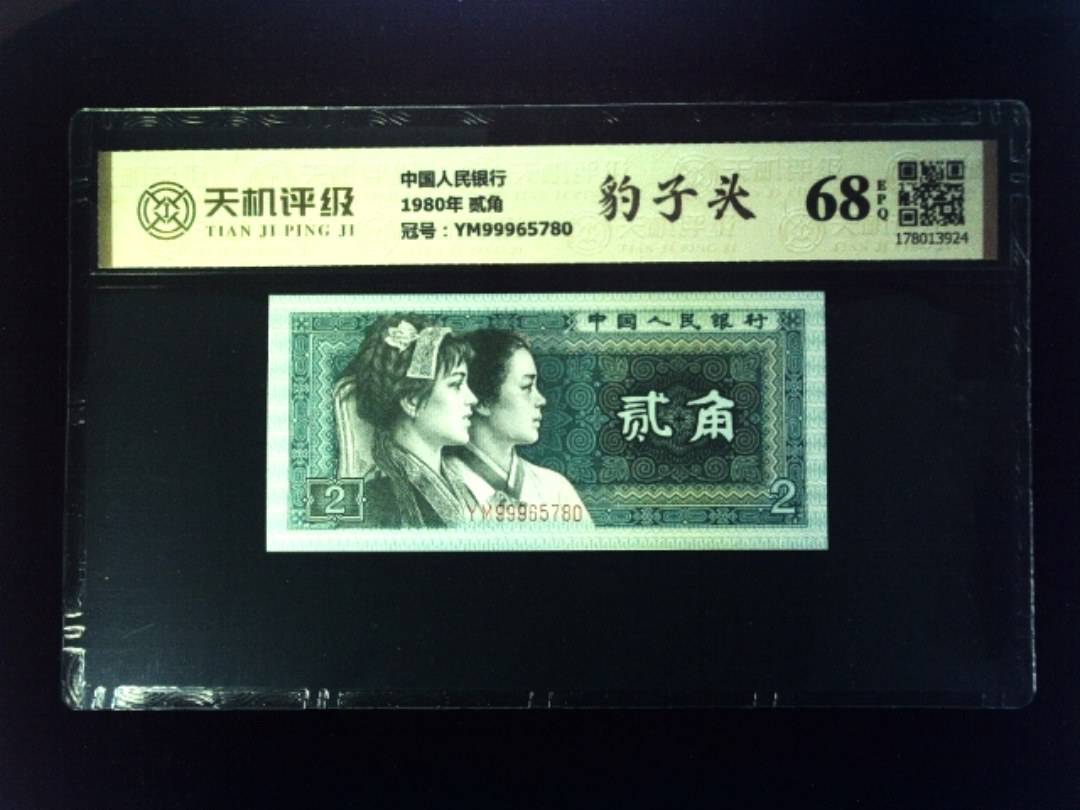 天机评级
TIAN JI PING JI
中国人民银行
1980年 贰角
冠号：YM99965780
豹子头
68
EPQ
178013924
中国人民银行
贰角
2
YM99965780
2